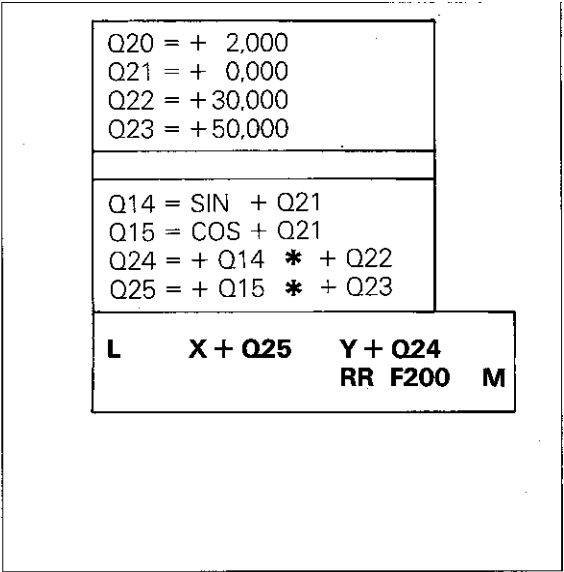 Q20 = + 2,000
Q21 = + 0,000
Q22 = +30,000
Q23 = +50,000
Q14 = SIN + Q21
Q15 = COS + Q21
Q24 = + Q14 * + Q22
Q25 = + Q15 * + Q23
L X + Q25 Y + Q24
RR F200 M